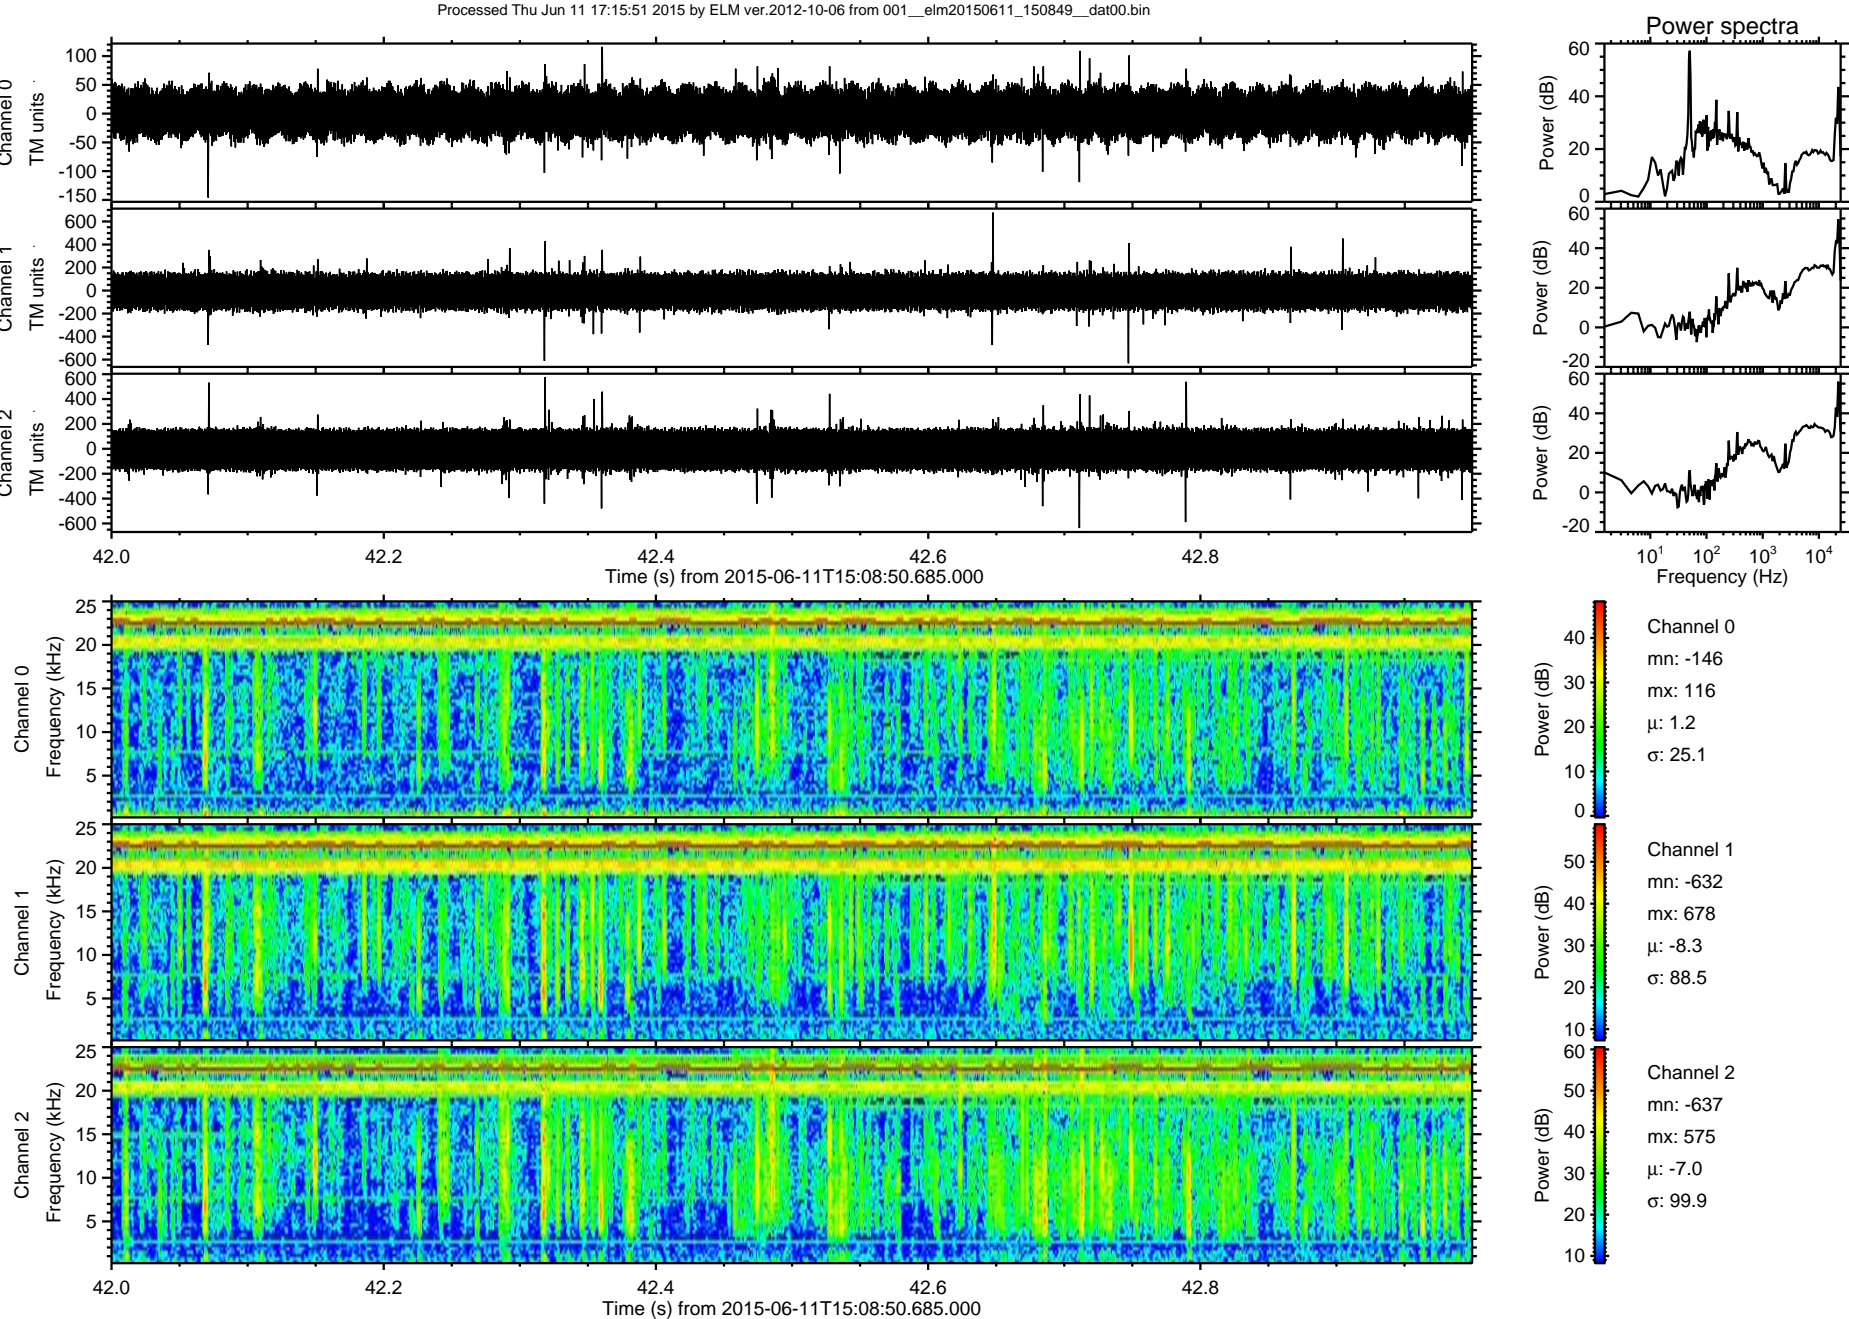 Processed Thu Jun 11 17:15:51 2015 by ELM ver.2012-10-06 from 001__elm20150611_150849__dat00.bin
Power spectra
Channel 0
TM units
100
50
0
-50
-100
-150
Power (dB)
60
40
20
0
Channel 1
TM units
600
400
200
0
-200
-400
-600
Power (dB)
60
40
20
0
-20
Channel 2
TM units
600
400
200
0
-200
-400
-600
Power (dB)
60
40
20
0
-20
42.0 42.2 42.4 42.6 42.8
Time (s) from 2015-06-11T15:08:50.685.000
10¹ 10² 10³ 10⁴
Frequency (Hz)
Channel 0
Frequency (kHz)
25
20
15
10
5
Power (dB)
40
30
20
10
0
Channel 0
mn: -146
mx: 116
μ: 1.2
σ: 25.1
Channel 1
Frequency (kHz)
25
20
15
10
5
Power (dB)
50
40
30
20
10
Channel 1
mn: -632
mx: 678
μ: -8.3
σ: 88.5
Channel 2
Frequency (kHz)
25
20
15
10
5
Power (dB)
60
50
40
30
20
10
Channel 2
mn: -637
mx: 575
μ: -7.0
σ: 99.9
42.0 42.2 42.4 42.6 42.8
Time (s) from 2015-06-11T15:08:50.685.000